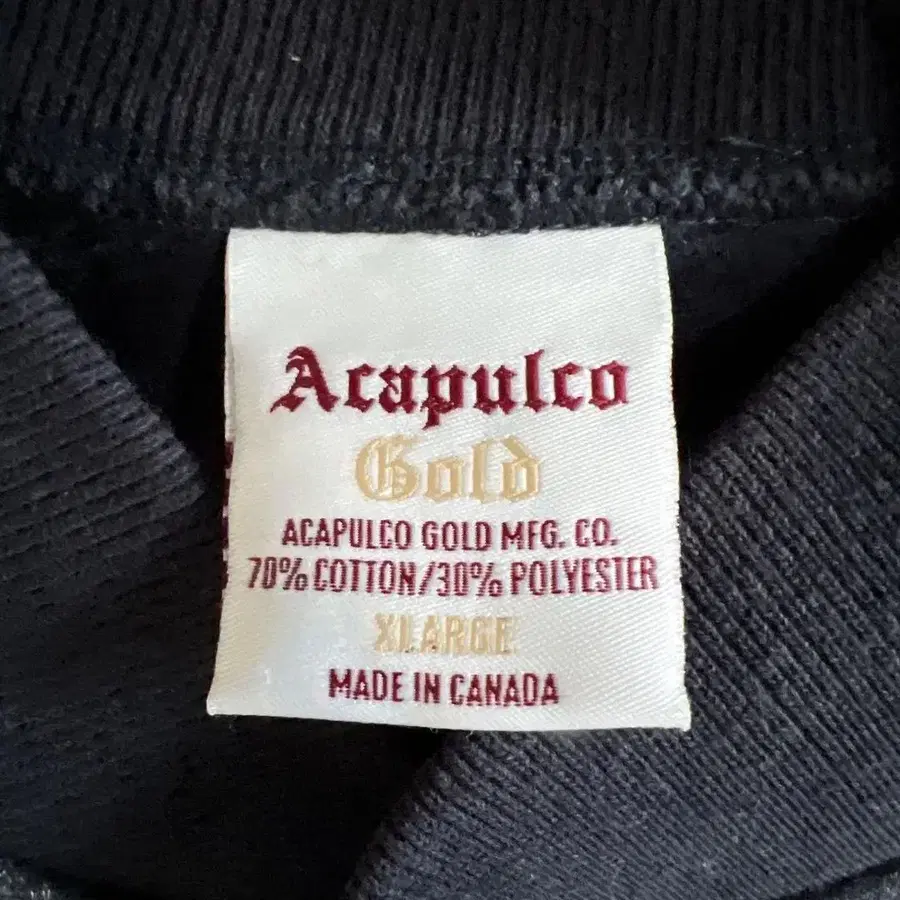 Acapulco
Gold
ACAPULCO GOLD MFG. CO.
70% COTTON/30% POLYESTER
XLARGE
MADE IN CANADA